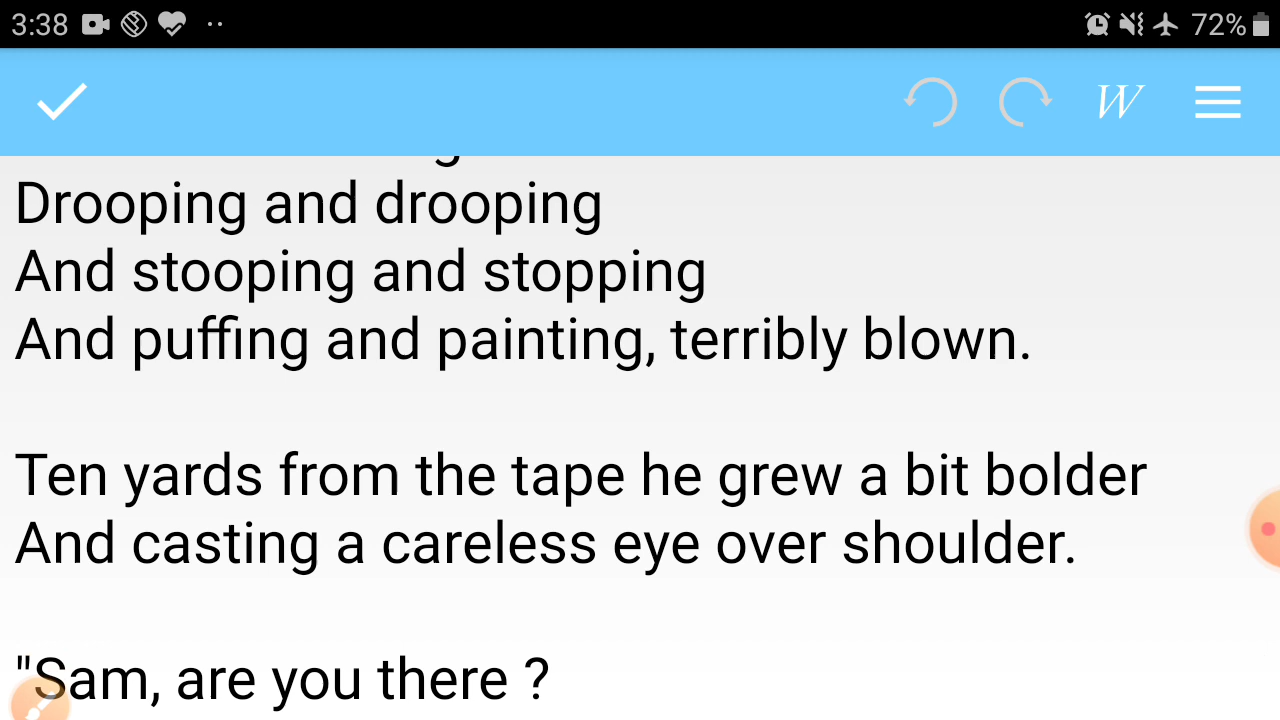 3:38
72%
W
Drooping and drooping
And stooping and stopping
And puffing and painting, terribly blown.
Ten yards from the tape he grew a bit bolder
And casting a careless eye over shoulder.
"Sam, are you there ?